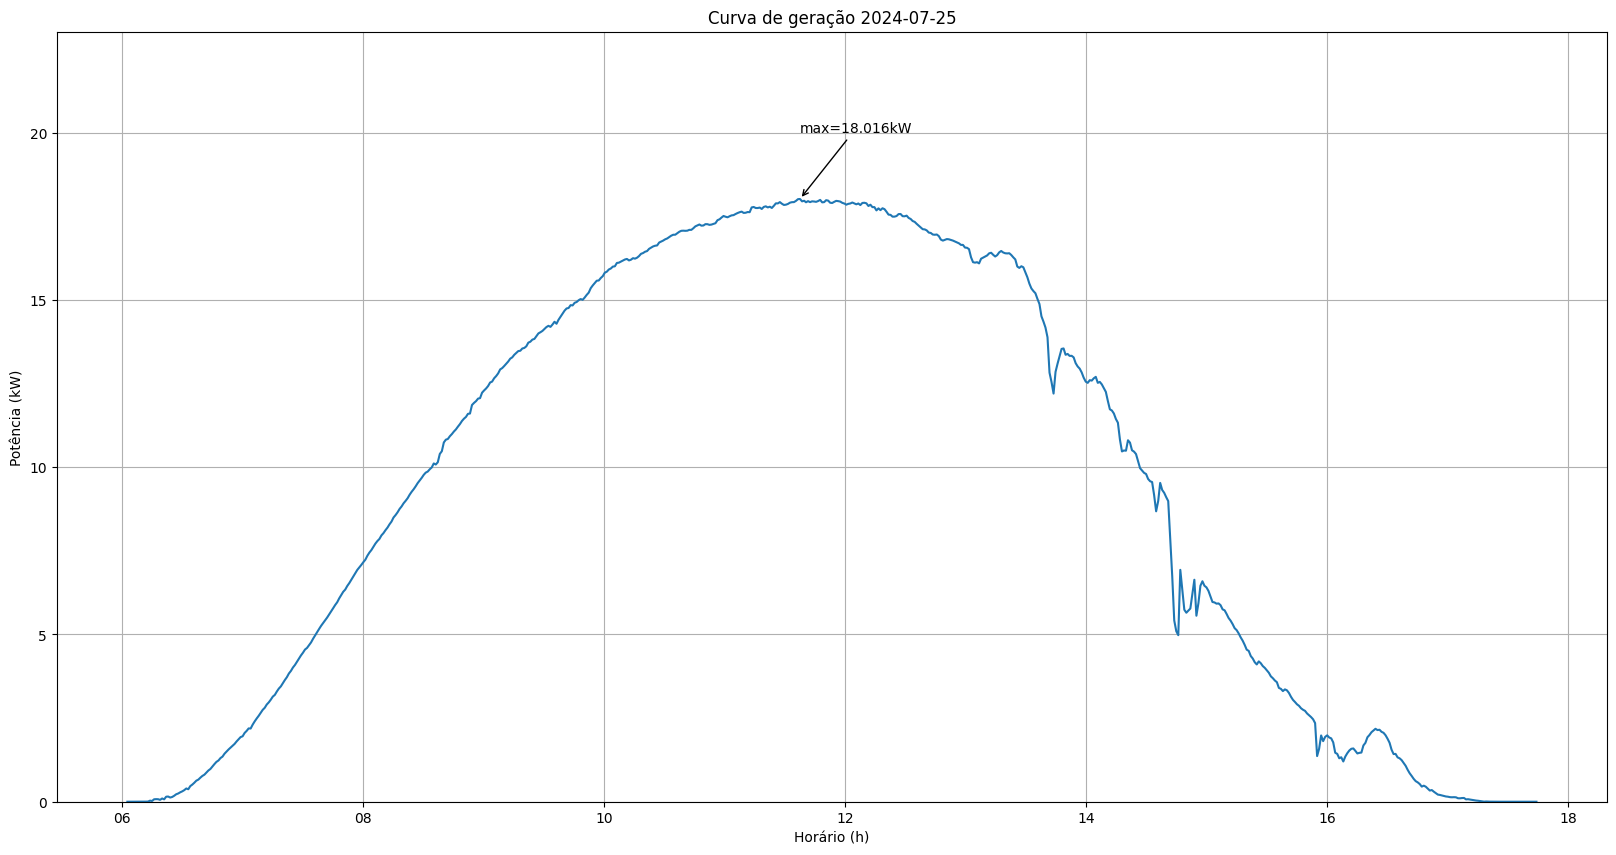 Curva de geração 2024-07-25
max=18.016kW
20
15
10
5
0
Potência (kW)
06 08 10 12 14 16 18
Horário (h)